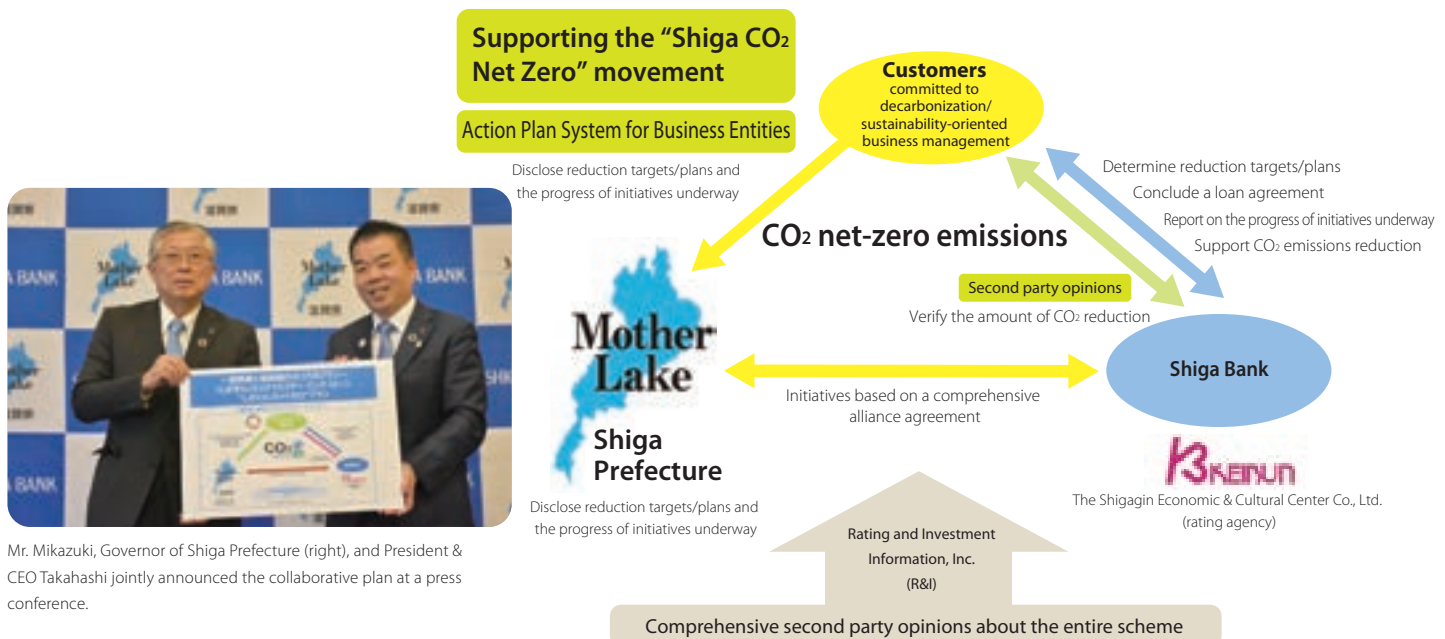 Supporting the “Shiga CO2
Net Zero” movement
Action Plan System for Business Entities
Disclose reduction targets/plans and
the progress of initiatives underway
Customers
committed to
decarbonization/
sustainability-oriented
business management
Determine reduction targets/plans
Conclude a loan agreement
Report on the progress of initiatives underway
Support CO2 emissions reduction
CO2 net-zero emissions
Second party opinions
Verify the amount of CO2 reduction
Mother
Lake
Shiga
Prefecture
Disclose reduction targets/plans and
the progress of initiatives underway
Initiatives based on a comprehensive
alliance agreement
Shiga Bank
KEIBUN
The Shigagin Economic & Cultural Center Co., Ltd.
(rating agency)
Rating and Investment
Information, Inc.
(R&I)
Comprehensive second party opinions about the entire scheme
Mother
Lake
滋賀県
BANK
SHIGA BANK
CO2
Mr. Mikazuki, Governor of Shiga Prefecture (right), and President &
CEO Takahashi jointly announced the collaborative plan at a press
conference.